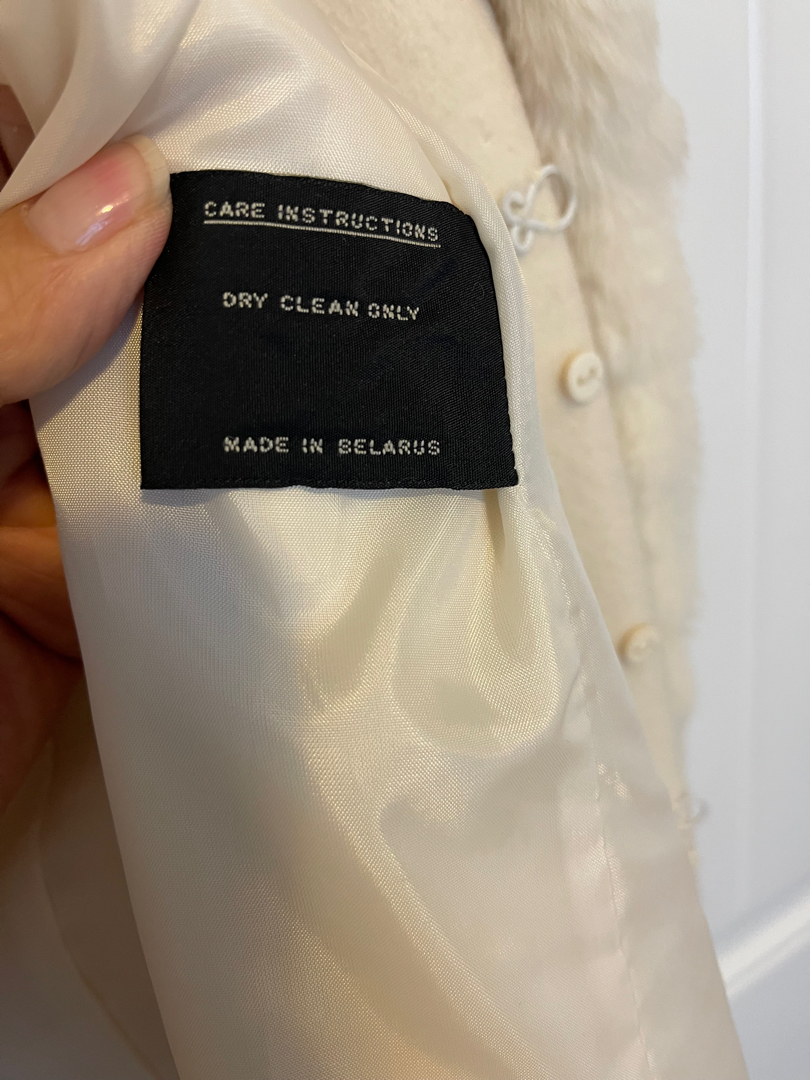 CARE INSTRUCTIONS
DRY CLEAN ONLY
MADE IN BELARUS